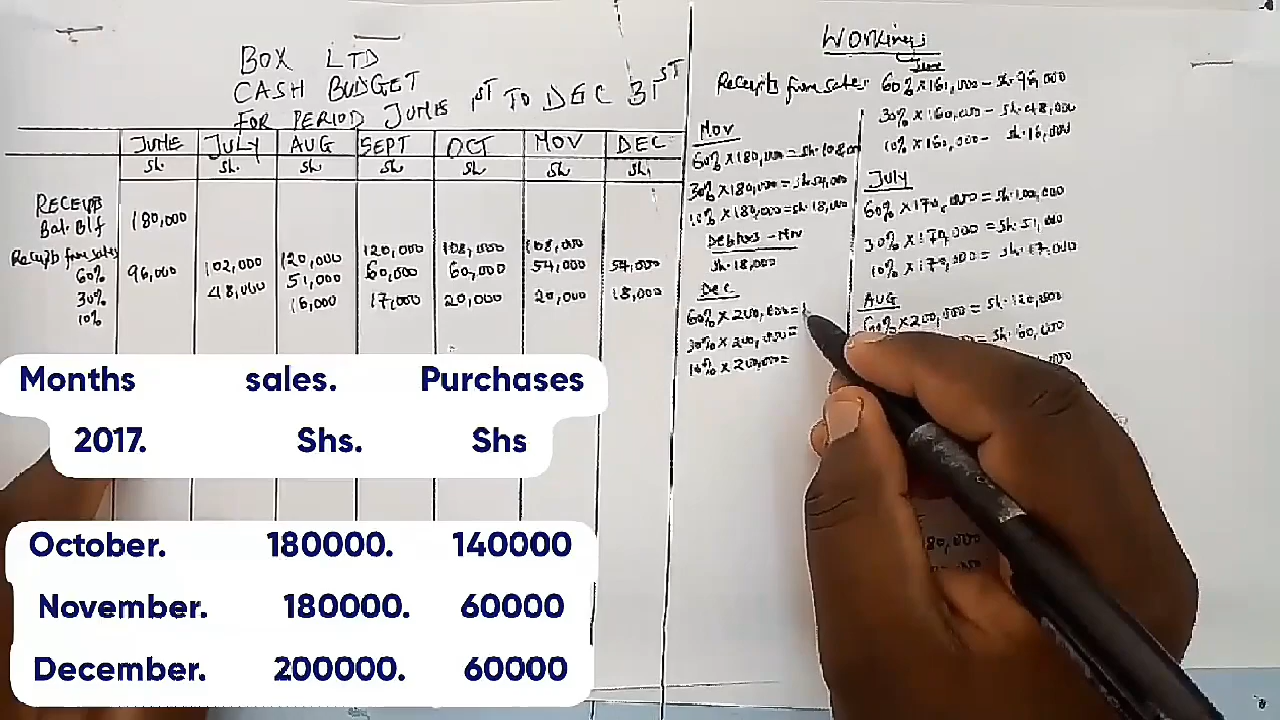 BOX LTD
CASH BUDGET
FOR PERIOD JUNE 1ST TO DEC 31ST
JUNE JULY AUG SEPT OCT NOV DEC
Sh. Sh. Sh. Sh. Sh. Sh. Sh.
RECEIPTS
Bal. B/f 180,000
Receipts from sales
60% 96,000 102,000 120,000 120,000 108,000 108,000
30% 48,000 51,000 60,000 60,000 54,000 54,000
10% 16,000 17,000 20,000 20,000 18,000
Workings
Receipts from sales
60% × 160,000 - sh. 96,000
30% × 160,000 - sh. 48,000
10% × 160,000 - sh. 16,000
NOV
60% × 180,000 = sh. 108,000
30% × 180,000 = sh. 54,000
10% × 180,000 = sh. 18,000
Debtors - NOV
sh. 18,000
Dec
60% × 200,000 =
30% × 200,000 =
10% × 200,000 =
JULY
60% × 170,000 = sh. 100,000
30% × 170,000 = sh. 51,000
10% × 170,000 = sh. 17,000
AUG
60% × 200,000 = sh. 120,000
= sh. 60,000
180,000
Months sales. Purchases
2017. Shs. Shs
October. 180000. 140000
November. 180000. 60000
December. 200000. 60000